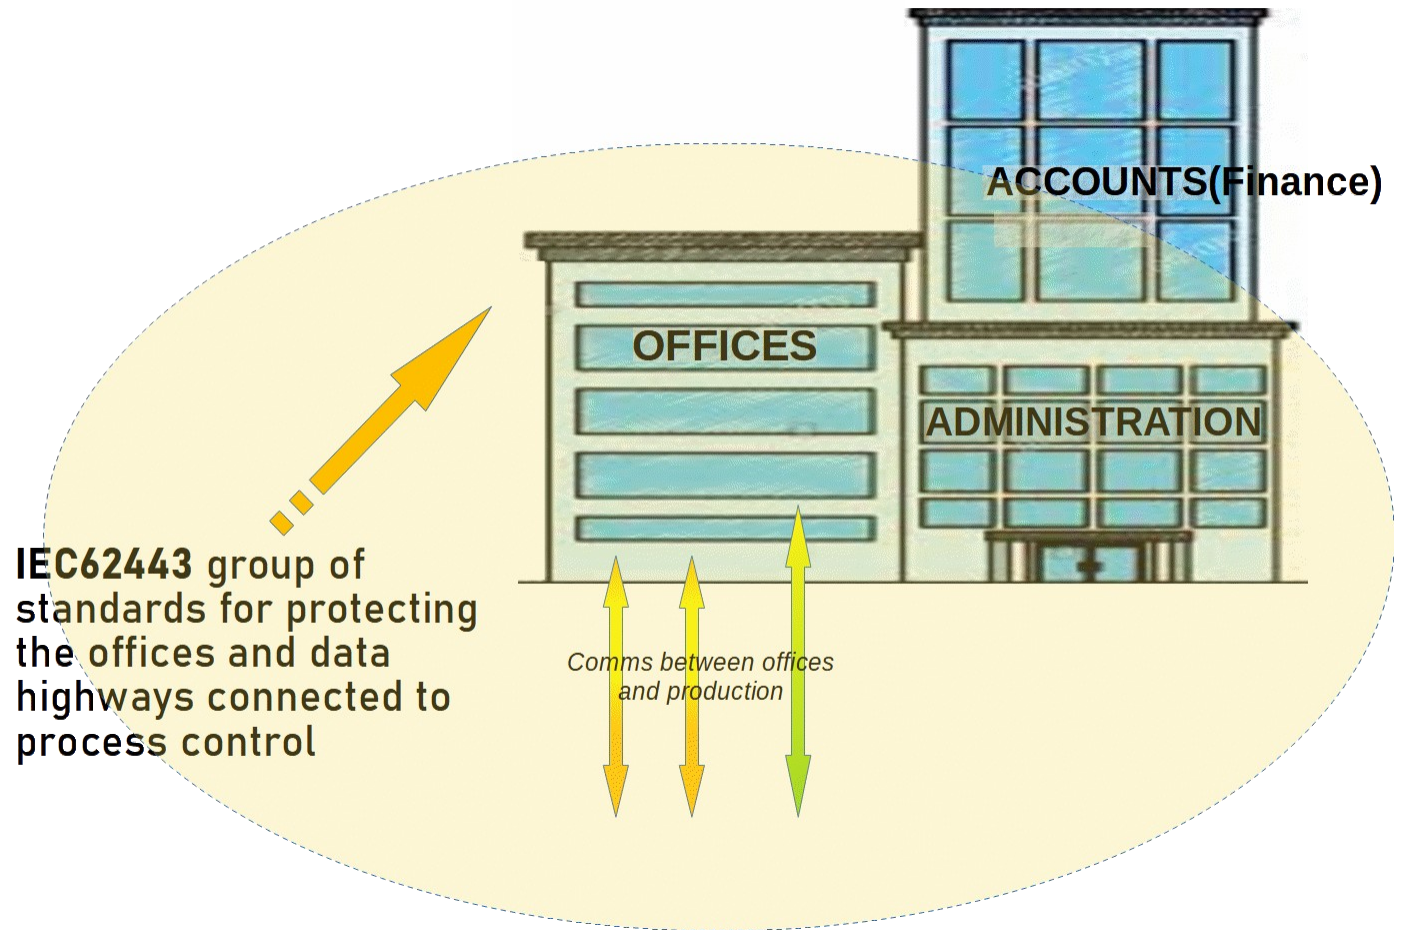 ACCOUNTS(Finance)
OFFICES
ADMINISTRATION
IEC62443 group of
standards for protecting
the offices and data
highways connected to
process control
Comms between offices
and production